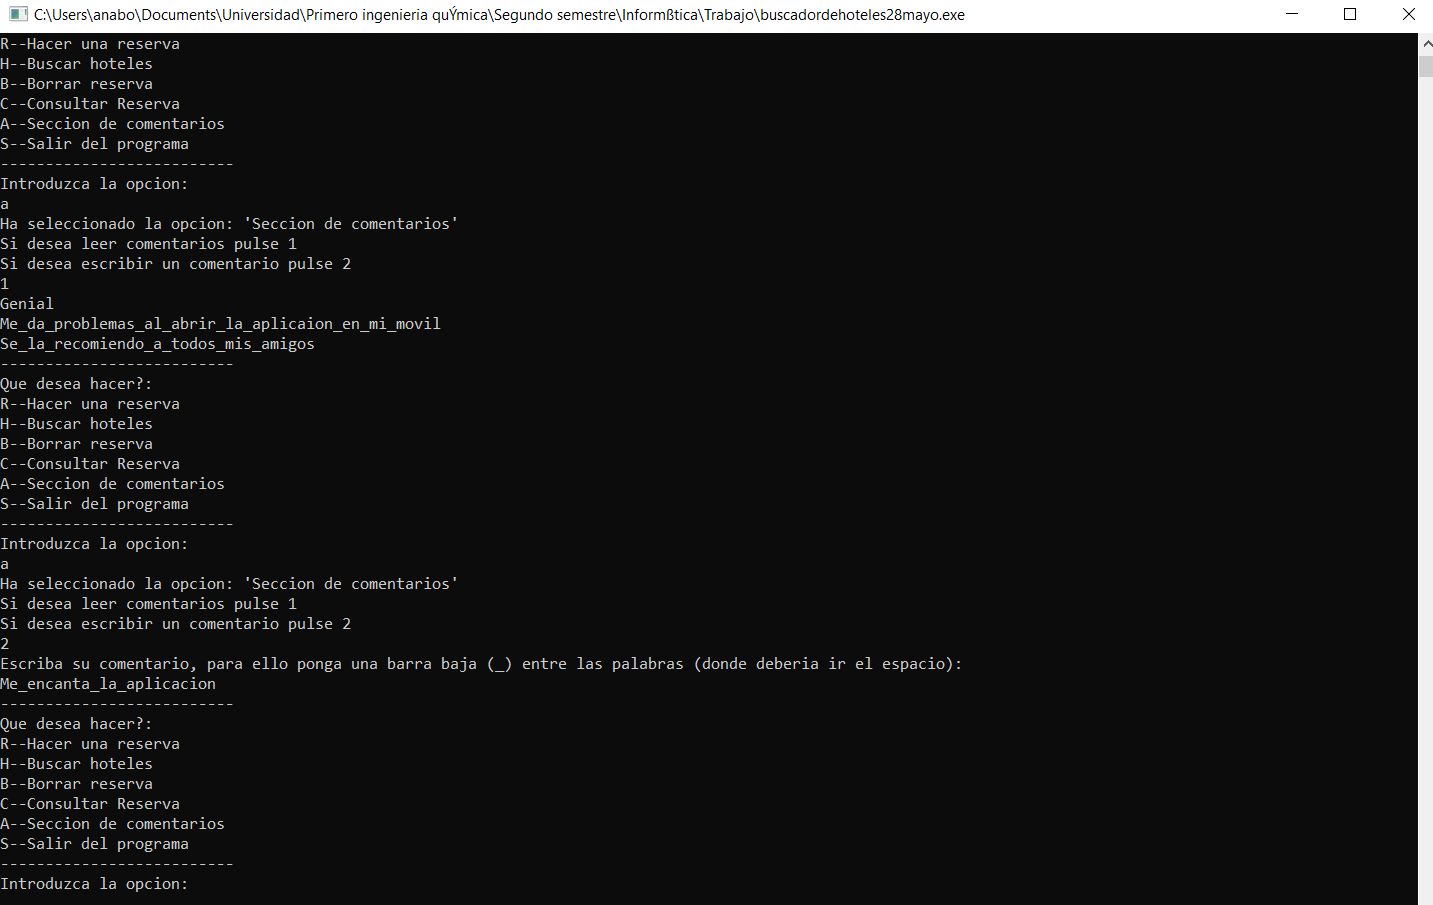 C:\Users\anabo\Documents\Universidad\Primero ingenieria quÝmica\Segundo semestre\Informßtica\Trabajo\buscadordehoteles28mayo.exe
R--Hacer una reserva
H--Buscar hoteles
B--Borrar reserva
C--Consultar Reserva
A--Seccion de comentarios
S--Salir del programa
--------------------------
Introduzca la opcion:
a
Ha seleccionado la opcion: 'Seccion de comentarios'
Si desea leer comentarios pulse 1
Si desea escribir un comentario pulse 2
1
Genial
Me_da_problemas_al_abrir_la_aplicaion_en_mi_movil
Se_la_recomiendo_a_todos_mis_amigos
--------------------------
Que desea hacer?:
R--Hacer una reserva
H--Buscar hoteles
B--Borrar reserva
C--Consultar Reserva
A--Seccion de comentarios
S--Salir del programa
--------------------------
Introduzca la opcion:
a
Ha seleccionado la opcion: 'Seccion de comentarios'
Si desea leer comentarios pulse 1
Si desea escribir un comentario pulse 2
2
Escriba su comentario, para ello ponga una barra baja (_) entre las palabras (donde deberia ir el espacio):
Me_encanta_la_aplicacion
--------------------------
Que desea hacer?:
R--Hacer una reserva
H--Buscar hoteles
B--Borrar reserva
C--Consultar Reserva
A--Seccion de comentarios
S--Salir del programa
--------------------------
Introduzca la opcion: